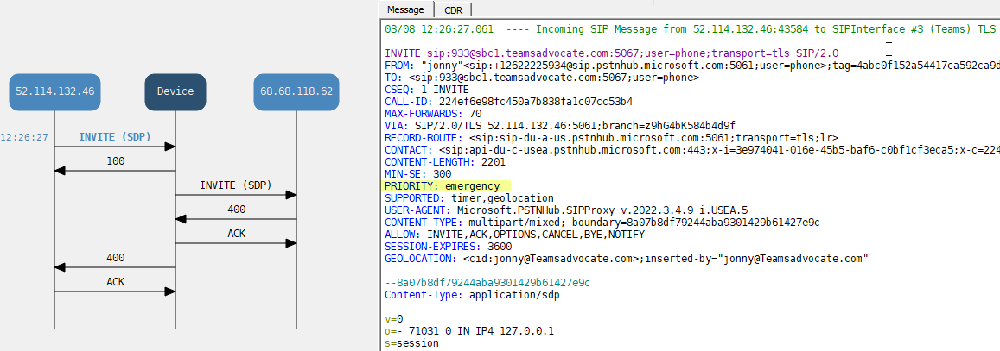 Message
CDR
52.114.132.46
Device
68.68.118.62
12:26:27
INVITE (SDP)
100
INVITE (SDP)
400
ACK
400
ACK
03/08 12:26:27.061 ---- Incoming SIP Message from 52.114.132.46:43584 to SIPInterface #3 (Teams) TLS
INVITE sip:933@sbc1.teamsadvocate.com:5067;user=phone;transport=tls SIP/2.0
FROM: "jonny"<sip:+12622225934@sip.pstnhub.microsoft.com:5061;user=phone>;tag=4abc0f152a54417ca592ca9d
TO: <sip:933@sbc1.teamsadvocate.com:5067;user=phone>
CSEQ: 1 INVITE
CALL-ID: 224ef6e98fc450a7b838fa1c07cc53b4
MAX-FORWARDS: 70
VIA: SIP/2.0/TLS 52.114.132.46:5061;branch=z9hG4bK584b4d9f
RECORD-ROUTE: <sip:sip-du-a-us.pstnhub.microsoft.com:5061;transport=tls;lr>
CONTACT: <sip:api-du-c-usea.pstnhub.microsoft.com:443;x-i=3e974041-016e-45b5-baf6-c0bf1cf3eca5;x-c=224
CONTENT-LENGTH: 2201
MIN-SE: 300
PRIORITY: emergency
SUPPORTED: timer,geolocation
USER-AGENT: Microsoft.PSTNHub.SIPProxy v.2022.3.4.9 i.USEA.5
CONTENT-TYPE: multipart/mixed; boundary=8a07b8df79244aba9301429b61427e9c
ALLOW: INVITE,ACK,OPTIONS,CANCEL,BYE,NOTIFY
SESSION-EXPIRES: 3600
GEOLOCATION: <cid:jonny@Teamsadvocate.com>;inserted-by="jonny@Teamsadvocate.com"
--8a07b8df79244aba9301429b61427e9c
Content-Type: application/sdp
v=0
o=- 71031 0 IN IP4 127.0.0.1
s=session